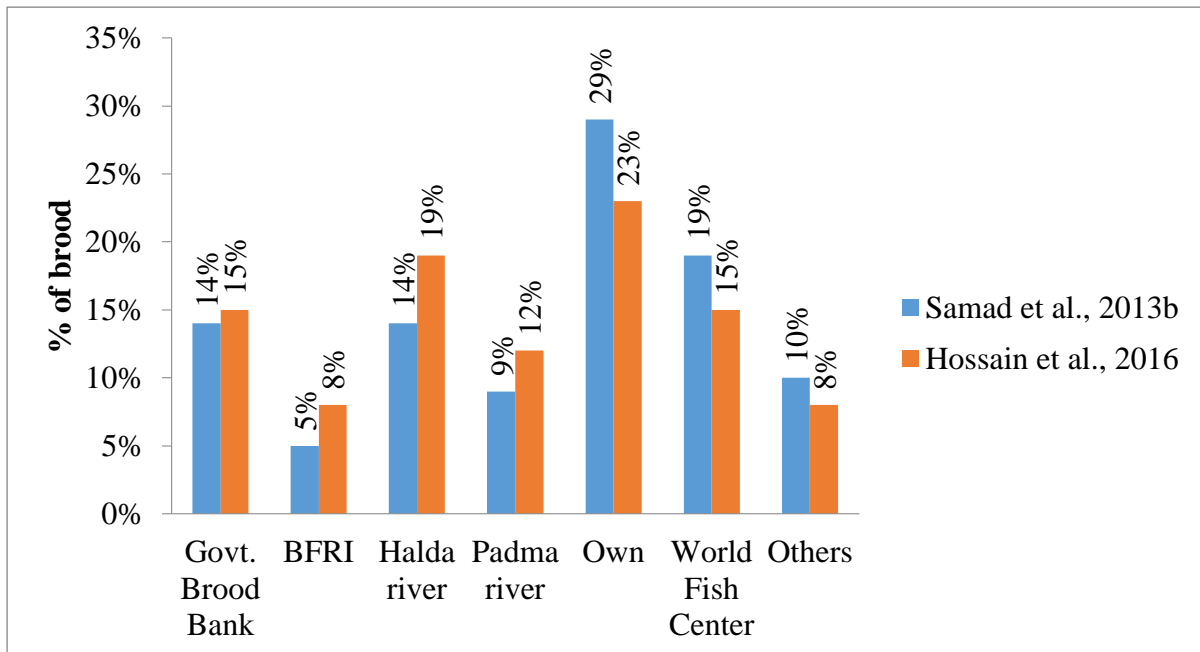 35%
30%
25%
20%
15%
10%
5%
0%
% of brood
14%
15%
5%
8%
14%
19%
9%
12%
29%
23%
19%
15%
10%
8%
Govt.
Brood
Bank
BFRI
Halda
river
Padma
river
Own
World
Fish
Center
Others
Samad et al., 2013b
Hossain et al., 2016